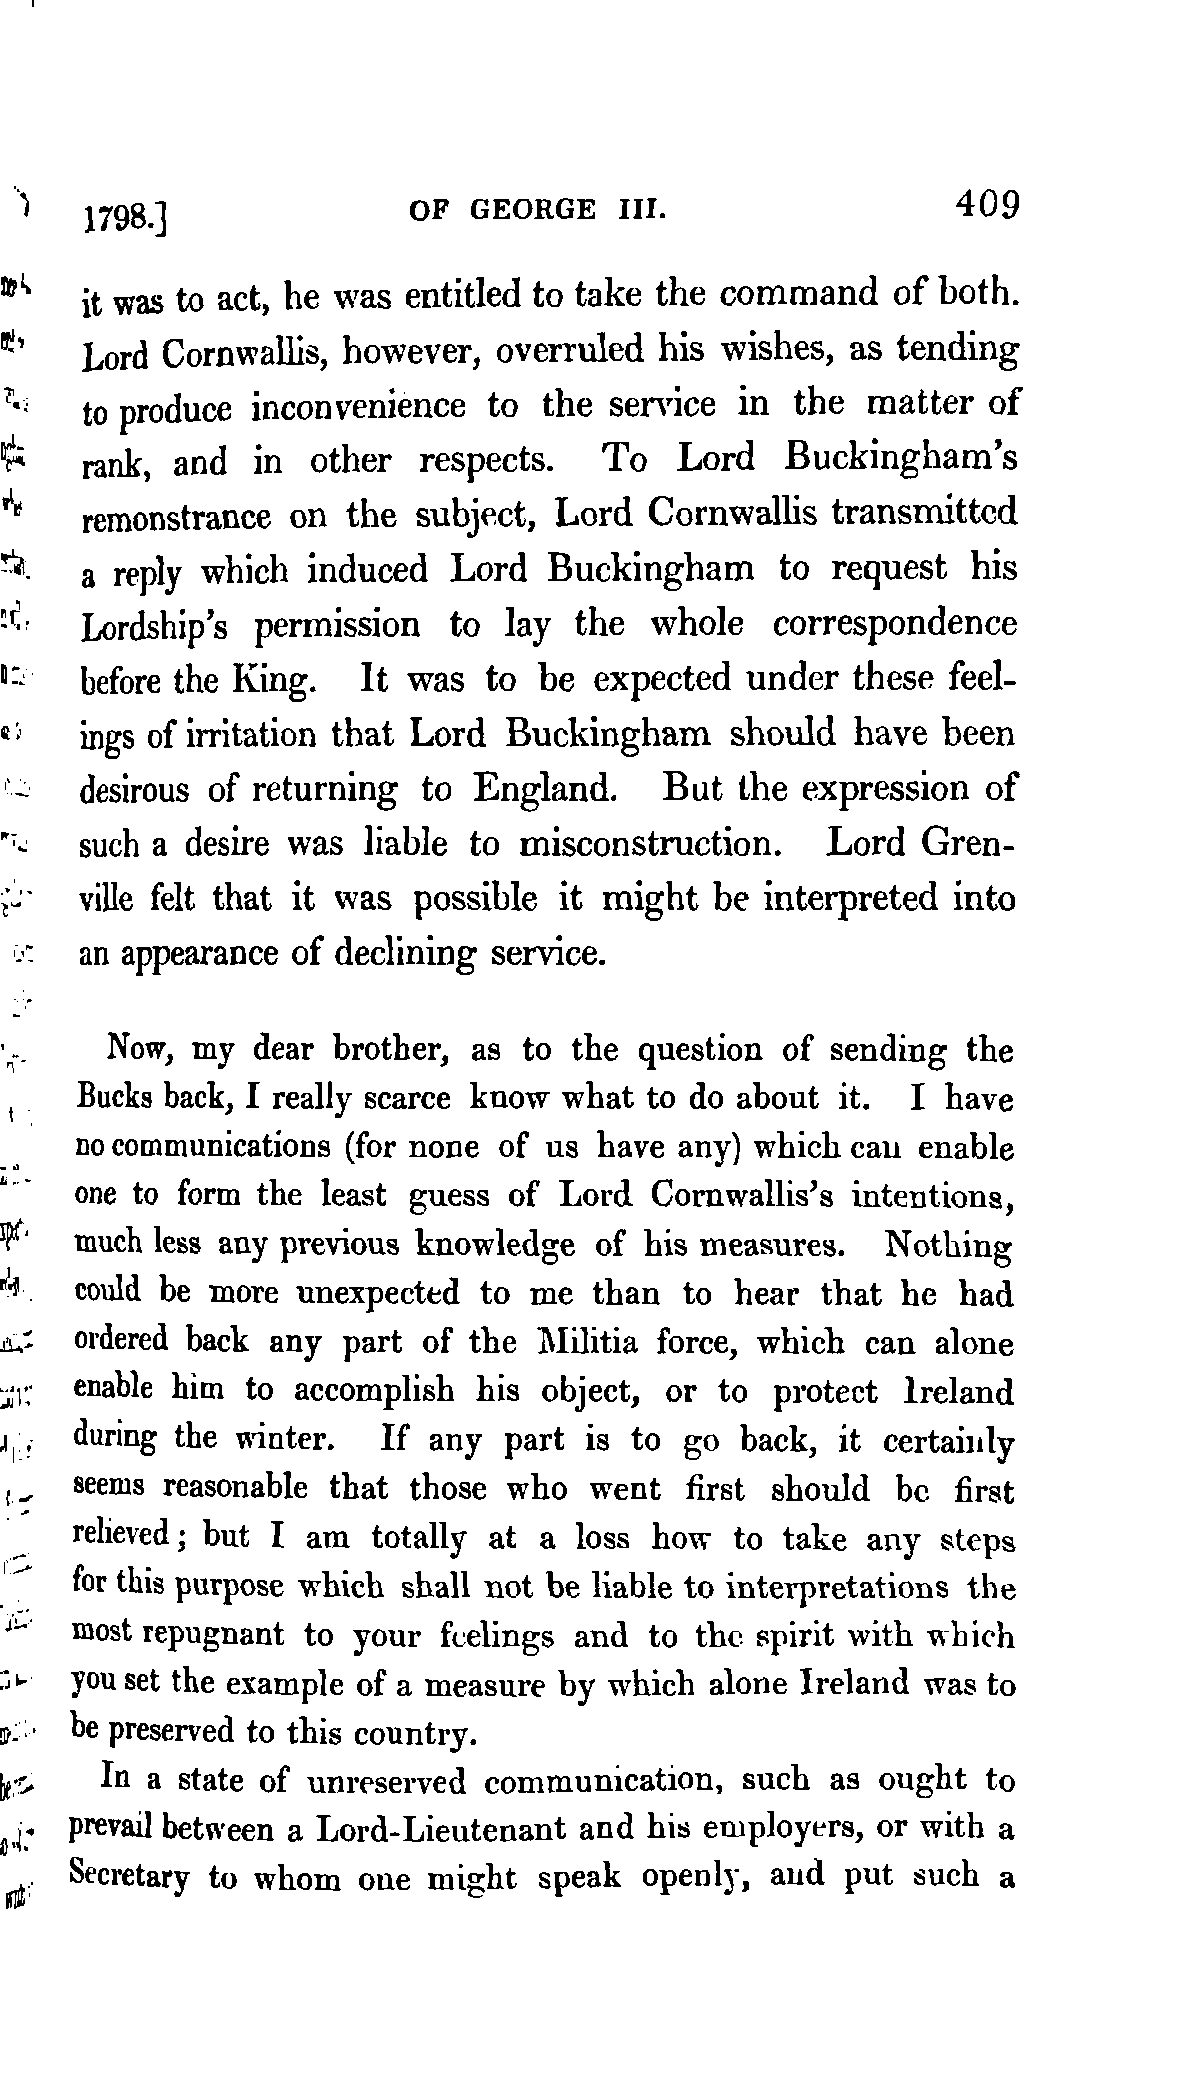 1798.] OF GEORGE III. 409
it was to act, he was entitled to take the command of both.
Lord Cornwallis, however, overruled his wishes, as tending
to produce inconvenience to the service in the matter of
rank, and in other respects. To Lord Buckingham's
remonstrance on the subject, Lord Cornwallis transmitted
a reply which induced Lord Buckingham to request his
Lordship's permission to lay the whole correspondence
before the King. It was to be expected under these feel-
ings of irritation that Lord Buckingham should have been
desirous of returning to England. But the expression of
such a desire was liable to misconstruction. Lord Gren-
ville felt that it was possible it might be interpreted into
an appearance of declining service.
Now, my dear brother, as to the question of sending the
Bucks back, I really scarce know what to do about it. I have
no communications (for none of us have any) which can enable
one to form the least guess of Lord Cornwallis's intentions,
much less any previous knowledge of his measures. Nothing
could be more unexpected to me than to hear that he had
ordered back any part of the Militia force, which can alone
enable him to accomplish his object, or to protect Ireland
during the winter. If any part is to go back, it certainly
seems reasonable that those who went first should be first
relieved; but I am totally at a loss how to take any steps
for this purpose which shall not be liable to interpretations the
most repugnant to your feelings and to the spirit with which
you set the example of a measure by which alone Ireland was to
be preserved to this country.
In a state of unreserved communication, such as ought to
prevail between a Lord-Lieutenant and his employers, or with a
Secretary to whom one might speak openly, and put such a